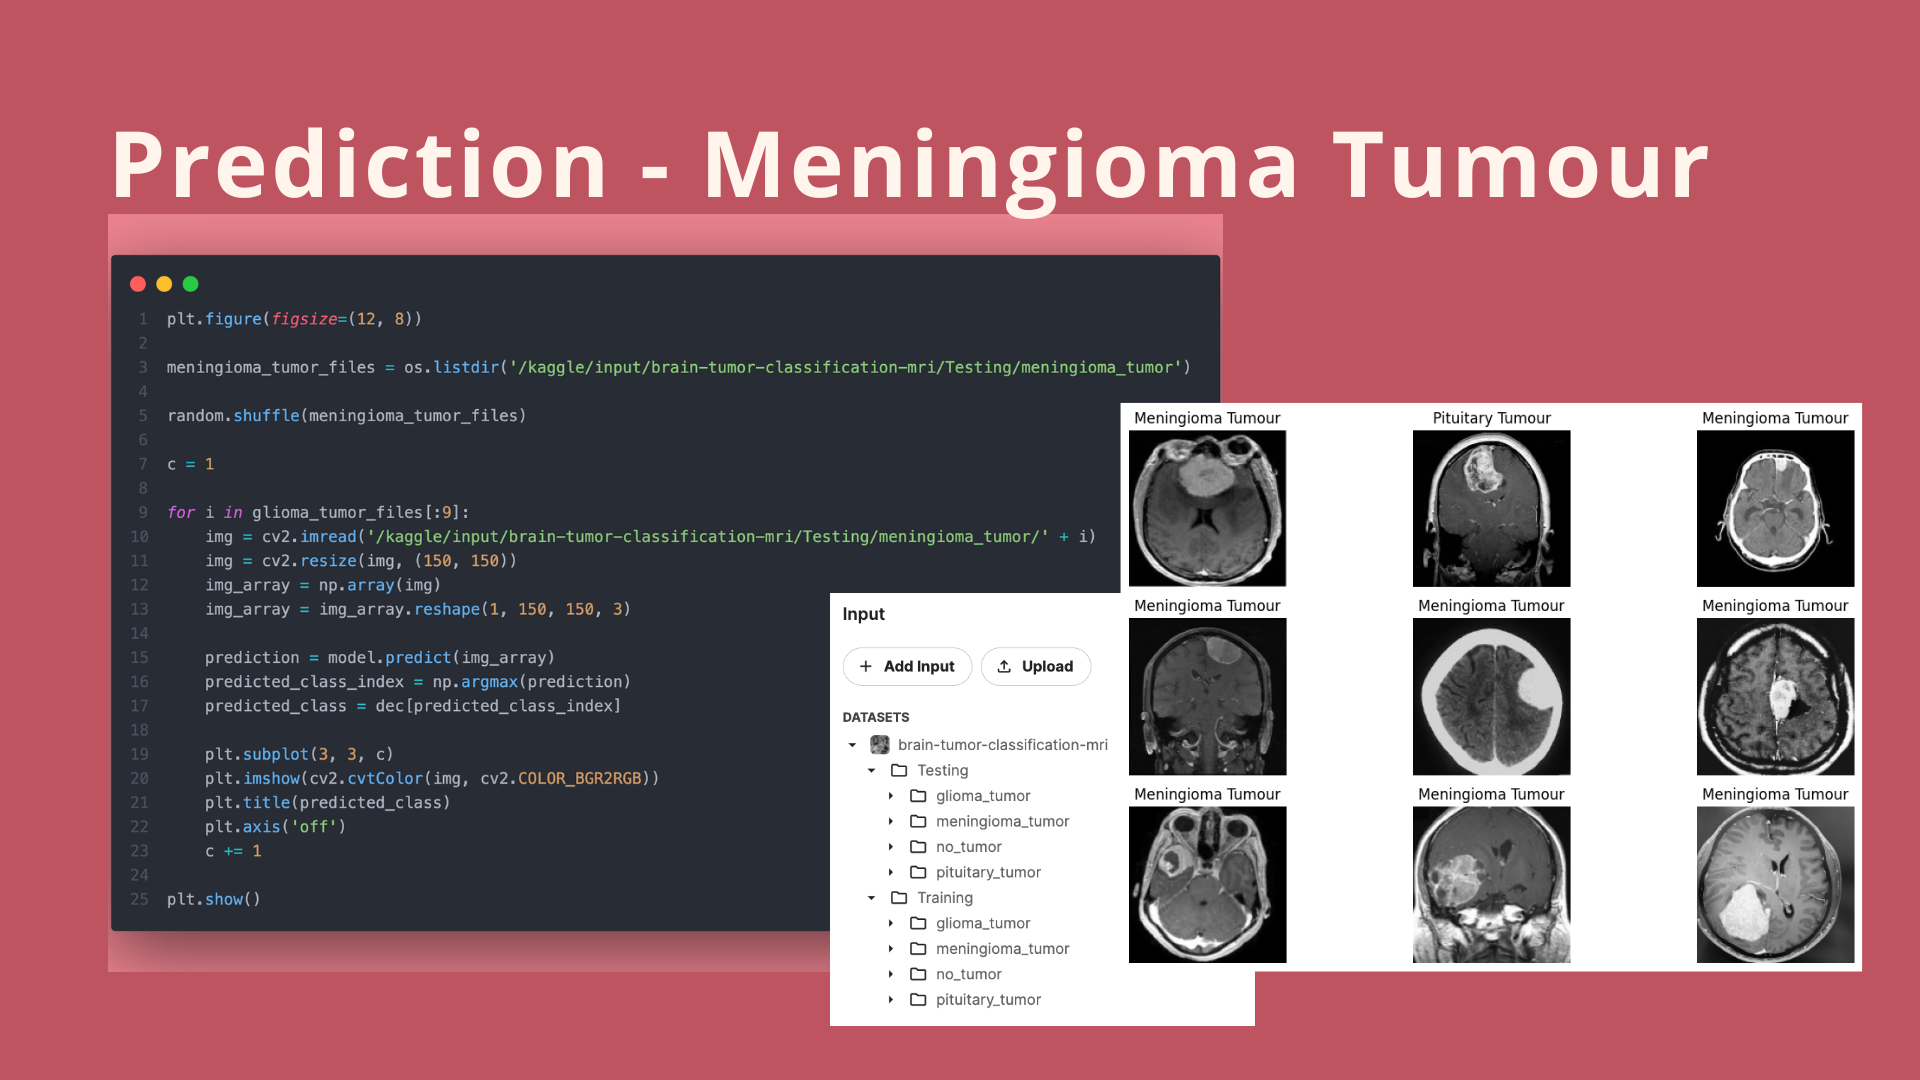 Prediction - Meningioma Tumour
1 plt.figure(figsize=(12, 8))
2
3 meningioma_tumor_files = os.listdir('/kaggle/input/brain-tumor-classification-mri/Testing/meningioma_tumor')
4
5 random.shuffle(meningioma_tumor_files)
6
7 c = 1
8
9 for i in glioma_tumor_files[:9]:
10     img = cv2.imread('/kaggle/input/brain-tumor-classification-mri/Testing/meningioma_tumor/' + i)
11     img = cv2.resize(img, (150, 150))
12     img_array = np.array(img)
13     img_array = img_array.reshape(1, 150, 150, 3)
14
15     prediction = model.predict(img_array)
16     predicted_class_index = np.argmax(prediction)
17     predicted_class = dec[predicted_class_index]
18
19     plt.subplot(3, 3, c)
20     plt.imshow(cv2.cvtColor(img, cv2.COLOR_BGR2RGB))
21     plt.title(predicted_class)
22     plt.axis('off')
23     c += 1
24
25 plt.show()
Input
+ Add Input Upload
DATASETS
brain-tumor-classification-mri
Testing
glioma_tumor
meningioma_tumor
no_tumor
pituitary_tumor
Training
glioma_tumor
meningioma_tumor
no_tumor
pituitary_tumor
Meningioma Tumour Pituitary Tumour Meningioma Tumour
Meningioma Tumour Meningioma Tumour Meningioma Tumour
Meningioma Tumour Meningioma Tumour Meningioma Tumour